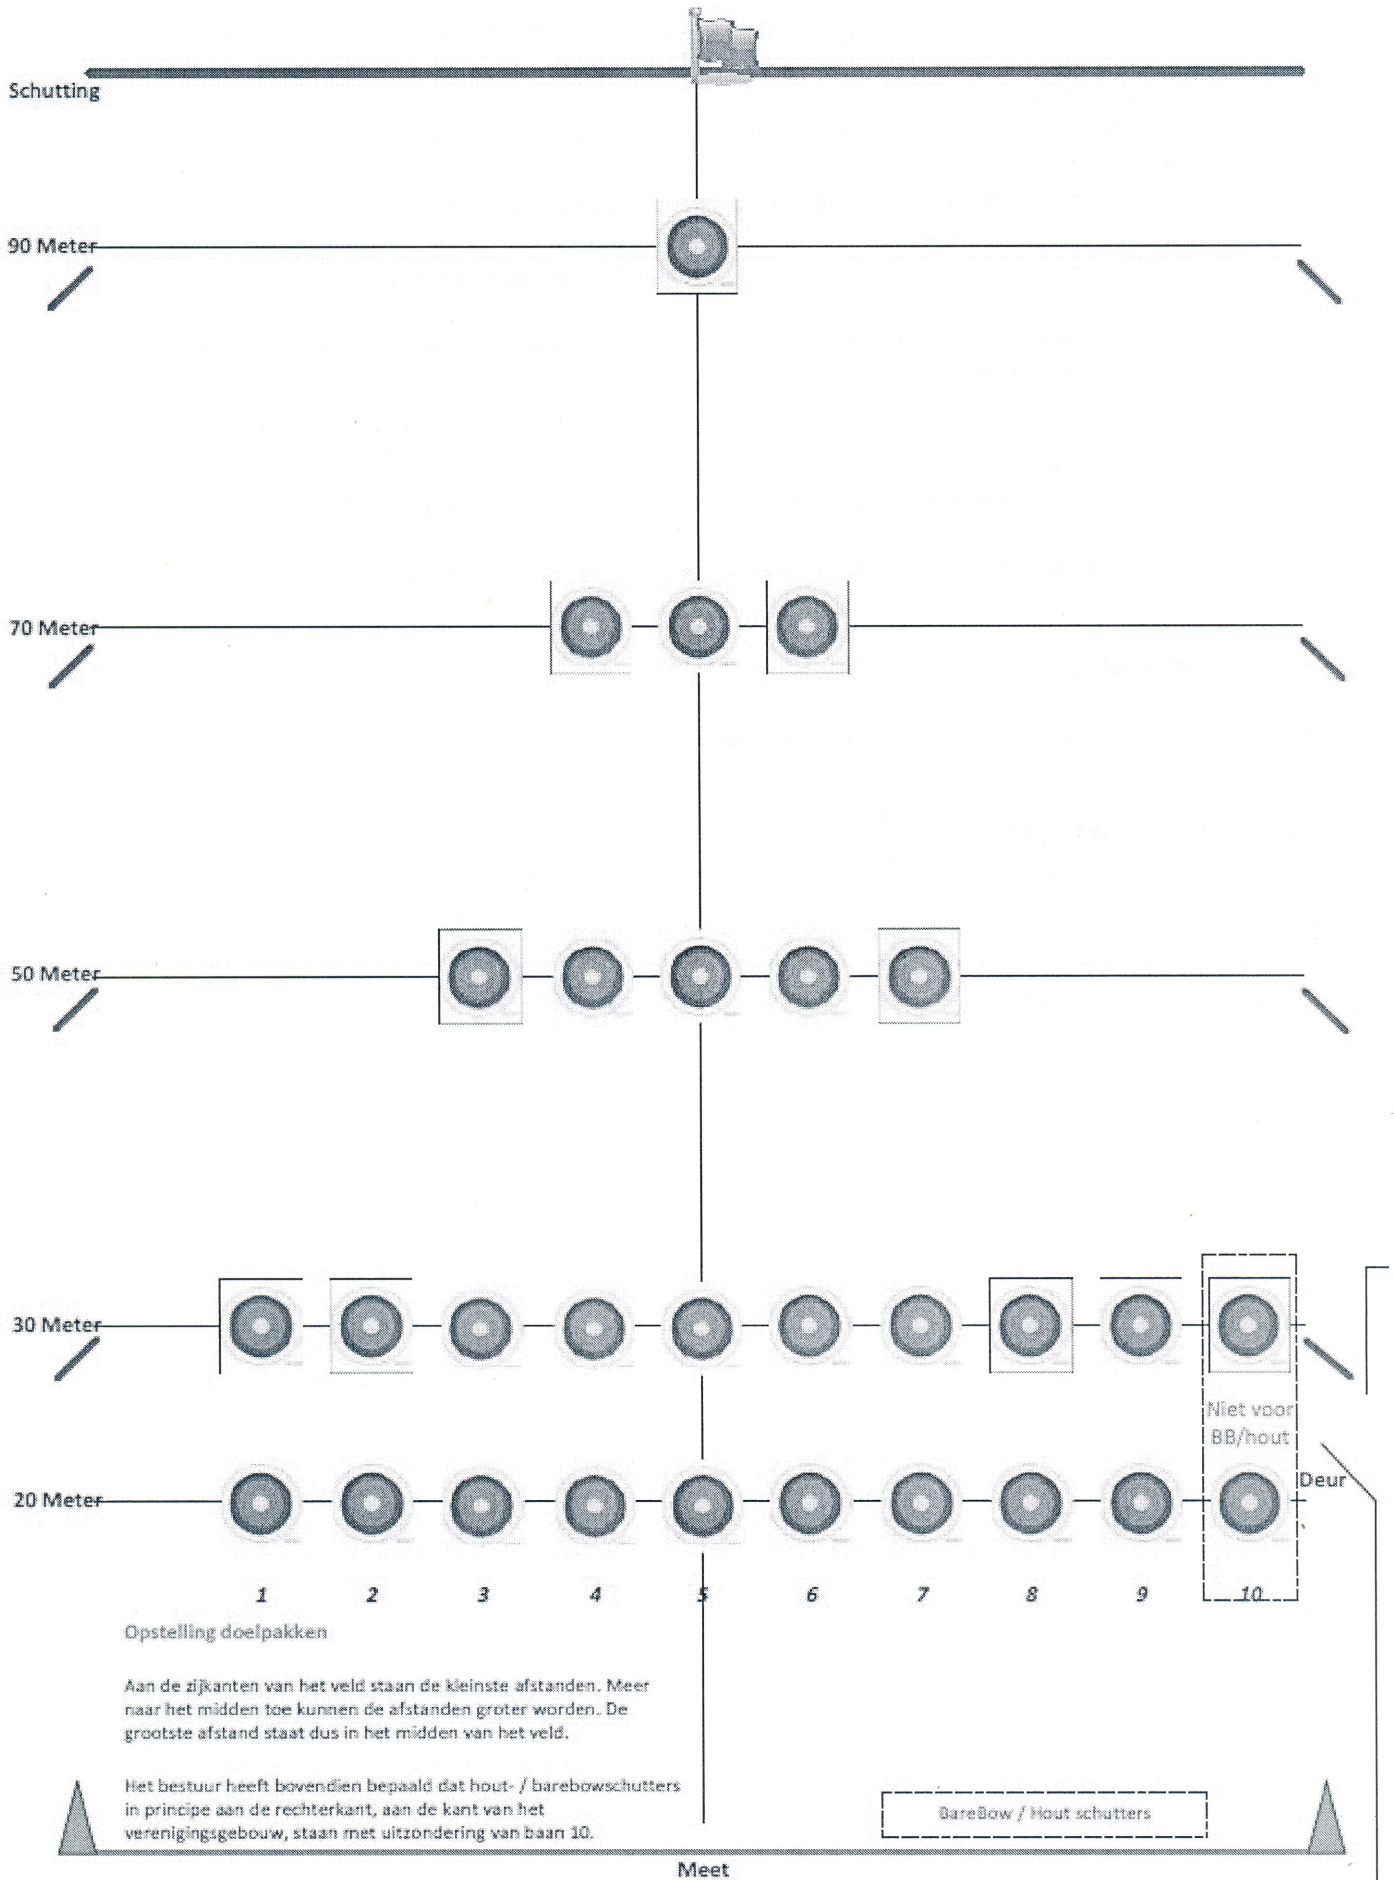 Schutting
90 Meter
70 Meter
50 Meter
30 Meter
Niet voor
BB/hout
20 Meter
Deur
1 2 3 4 5 6 7 8 9 10
Opstelling doelpakken
Aan de zijkanten van het veld staan de kleinste afstanden. Meer
naar het midden toe kunnen de afstanden groter worden. De
grootste afstand staat dus in het midden van het veld.
Het bestuur heeft bovendien bepaald dat hout- / barebowschutters
in principe aan de rechterkant, aan de kant van het
verenigingsgebouw, staan met uitzondering van baan 10.
BareBow / Hout schutters
Meet